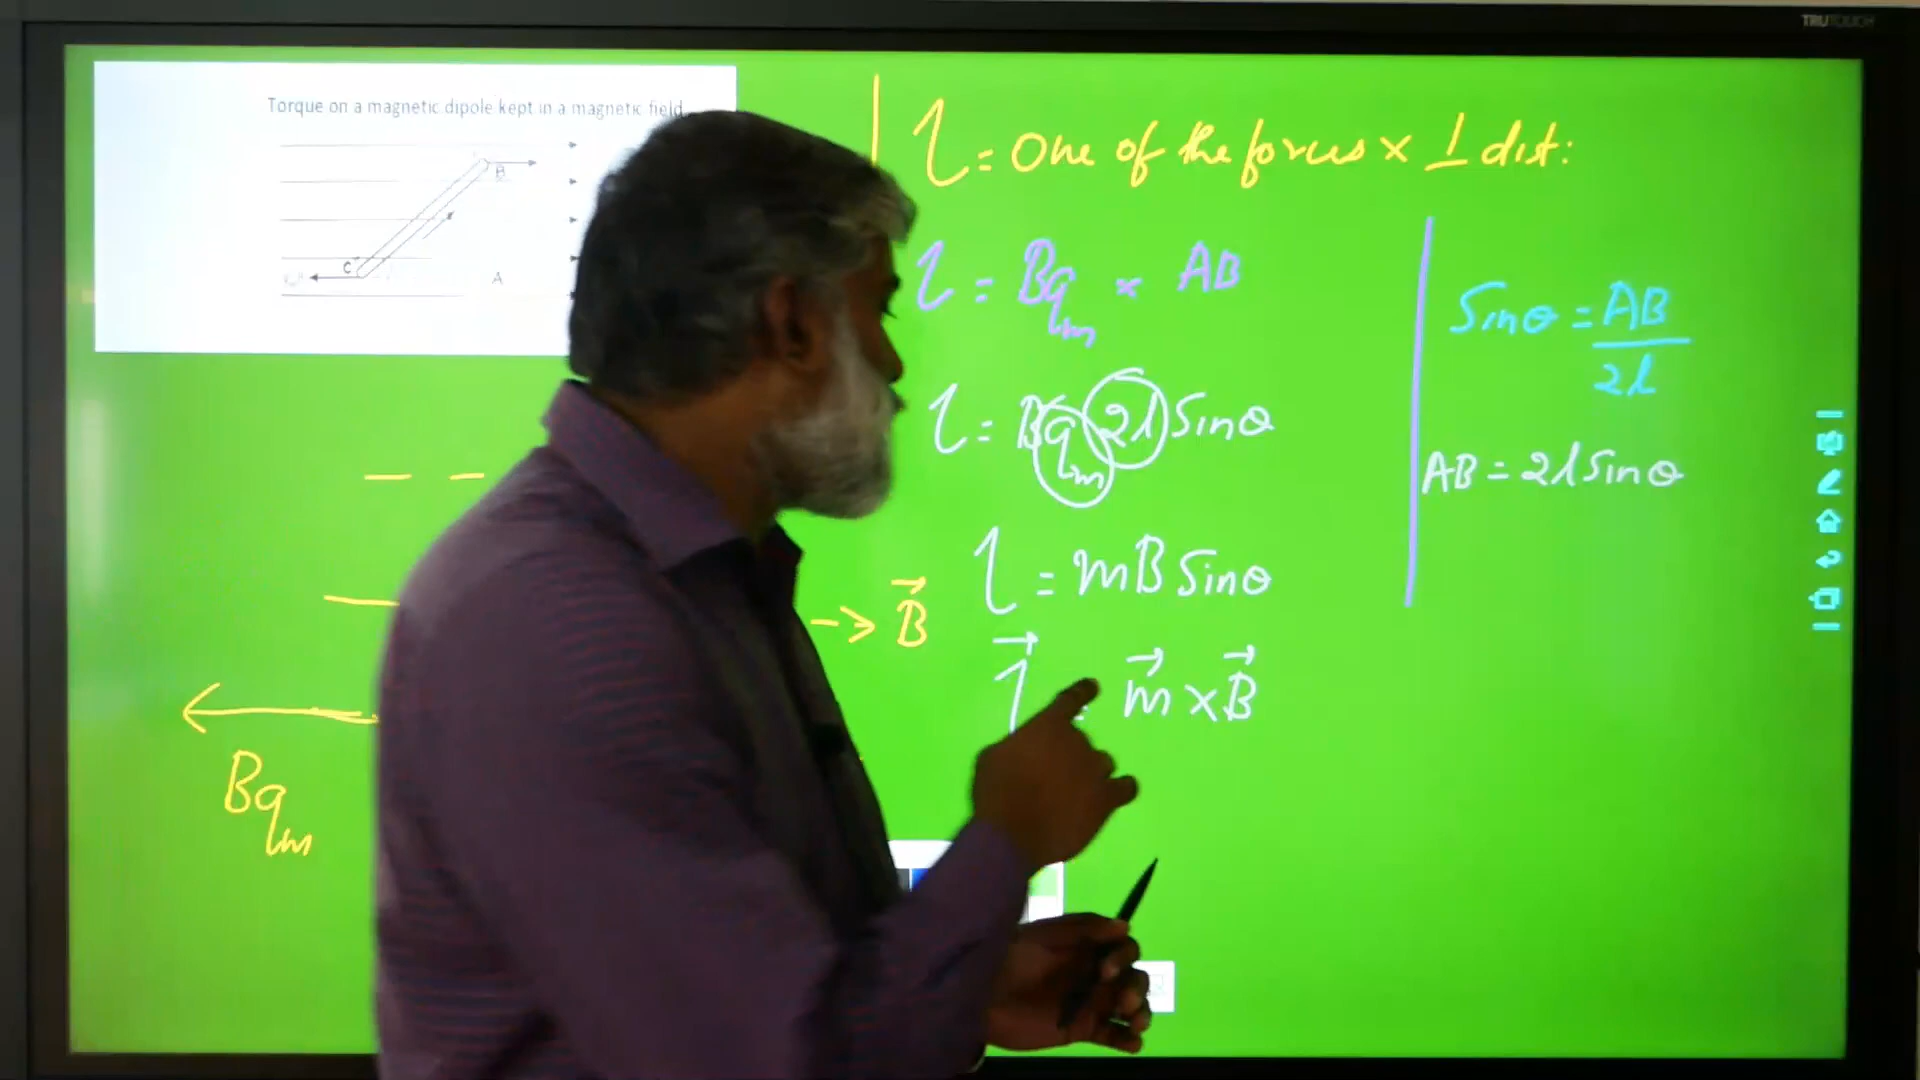 TRUTOUCH
Torque on a magnetic dipole kept in a magnetic field
B
C
A
τ = One of the forces × ⊥ dist:
τ = Bqₘ × AB
τ = Bqₘ 2l Sinθ
τ = mB Sinθ
τ⃗ = m⃗ × B⃗
Sinθ = AB / 2l
AB = 2l Sinθ
B⃗
Bqₘ